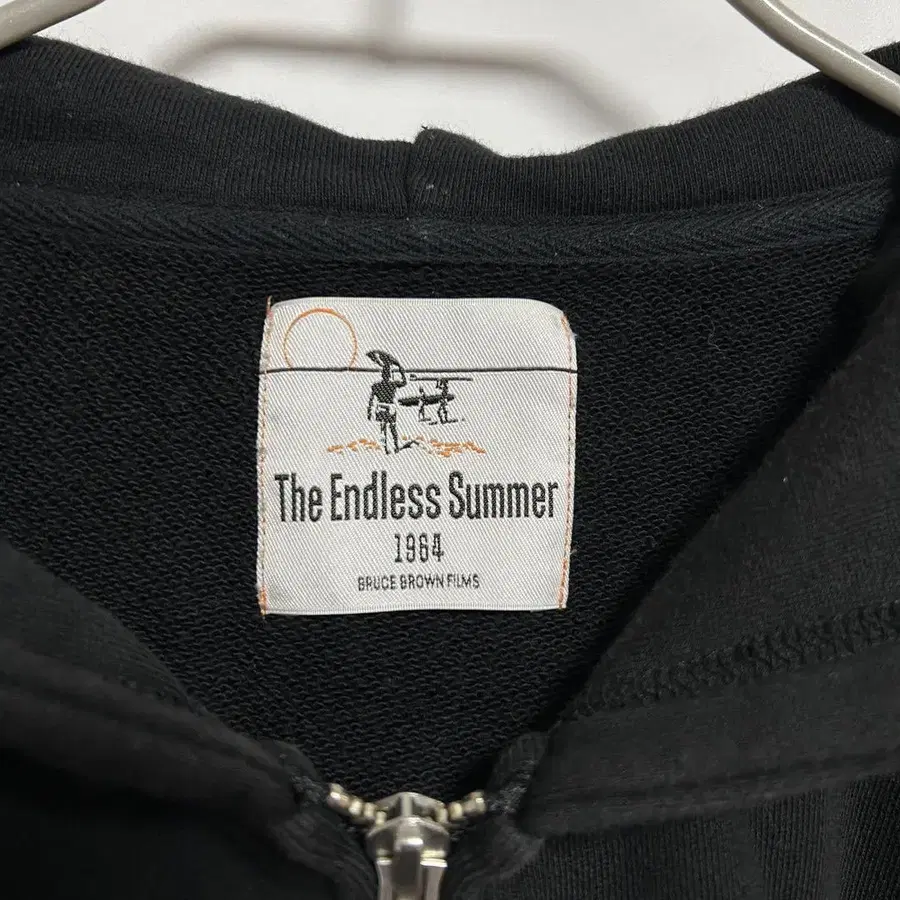 The Endless Summer
1964
BRUCE BROWN FILMS